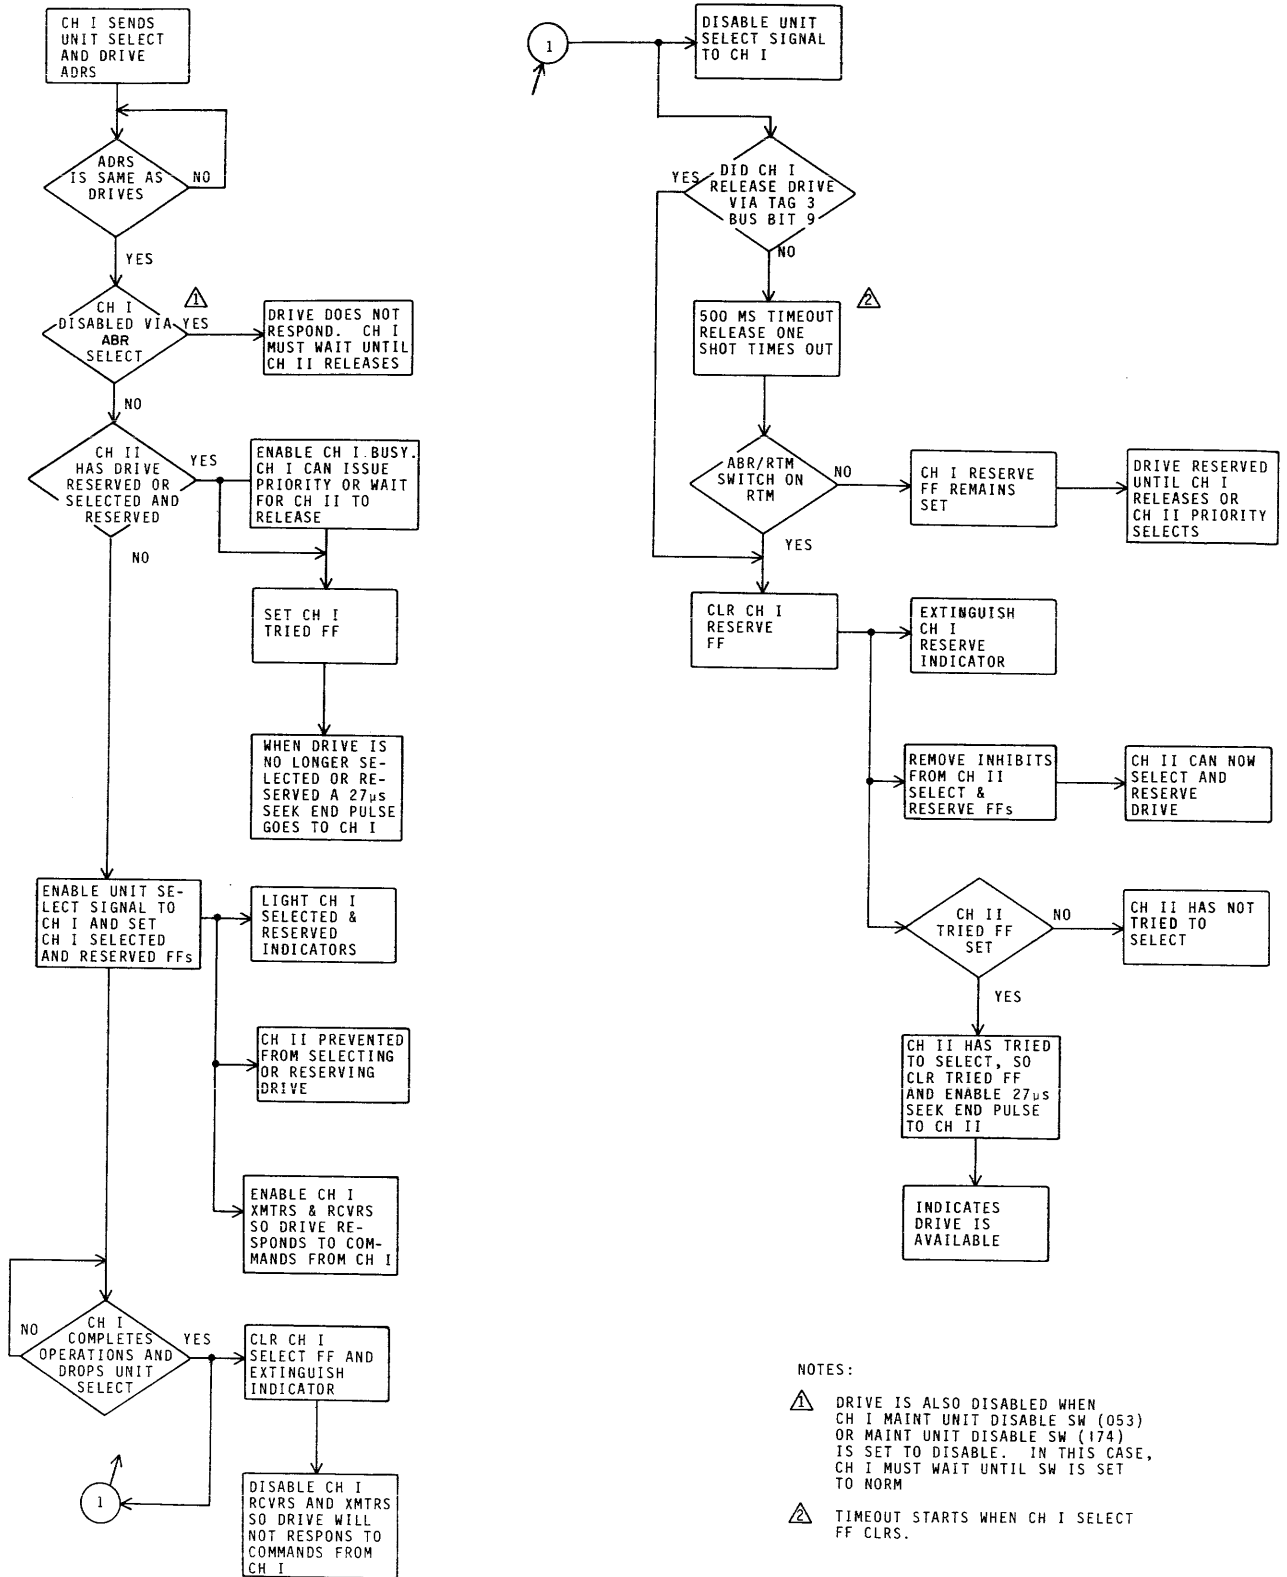 CH I SENDS
UNIT SELECT
AND DRIVE
ADRS
ADRS
IS SAME AS
DRIVES
NO
YES
CH I
DISABLED VIA
ABR
SELECT
1
YES
DRIVE DOES NOT
RESPOND. CH I
MUST WAIT UNTIL
CH II RELEASES
NO
CH II
HAS DRIVE
RESERVED OR
SELECTED AND
RESERVED
YES
ENABLE CH I BUSY.
CH I CAN ISSUE
PRIORITY OR WAIT
FOR CH II TO
RELEASE
NO
SET CH I
TRIED FF
WHEN DRIVE IS
NO LONGER SE-
LECTED OR RE-
SERVED A 27μs
SEEK END PULSE
GOES TO CH I
ENABLE UNIT SE-
LECT SIGNAL TO
CH I AND SET
CH I SELECTED
AND RESERVED FFs
LIGHT CH I
SELECTED &
RESERVED
INDICATORS
CH II PREVENTED
FROM SELECTING
OR RESERVING
DRIVE
ENABLE CH I
XMTRS & RCVRS
SO DRIVE RE-
SPONDS TO COM-
MANDS FROM CH I
CH I
COMPLETES
OPERATIONS AND
DROPS UNIT
SELECT
NO
YES
CLR CH I
SELECT FF AND
EXTINGUISH
INDICATOR
1
DISABLE CH I
RCVRS AND XMTRS
SO DRIVE WILL
NOT RESPONS TO
COMMANDS FROM
CH I
1
DISABLE UNIT
SELECT SIGNAL
TO CH I
DID CH I
RELEASE DRIVE
VIA TAG 3
BUS BIT 9
YES
NO
2
500 MS TIMEOUT
RELEASE ONE
SHOT TIMES OUT
ABR/RTM
SWITCH ON
RTM
NO
CH I RESERVE
FF REMAINS
SET
DRIVE RESERVED
UNTIL CH I
RELEASES OR
CH II PRIORITY
SELECTS
YES
CLR CH I
RESERVE
FF
EXTINGUISH
CH I
RESERVE
INDICATOR
REMOVE INHIBITS
FROM CH II
SELECT &
RESERVE FFs
CH II CAN NOW
SELECT AND
RESERVE
DRIVE
CH II
TRIED FF
SET
NO
CH II HAS NOT
TRIED TO
SELECT
YES
CH II HAS TRIED
TO SELECT, SO
CLR TRIED FF
AND ENABLE 27μs
SEEK END PULSE
TO CH II
INDICATES
DRIVE IS
AVAILABLE
NOTES:
1 DRIVE IS ALSO DISABLED WHEN
CH I MAINT UNIT DISABLE SW (053)
OR MAINT UNIT DISABLE SW (174)
IS SET TO DISABLE. IN THIS CASE,
CH I MUST WAIT UNTIL SW IS SET
TO NORM
2 TIMEOUT STARTS WHEN CH I SELECT
FF CLRS.